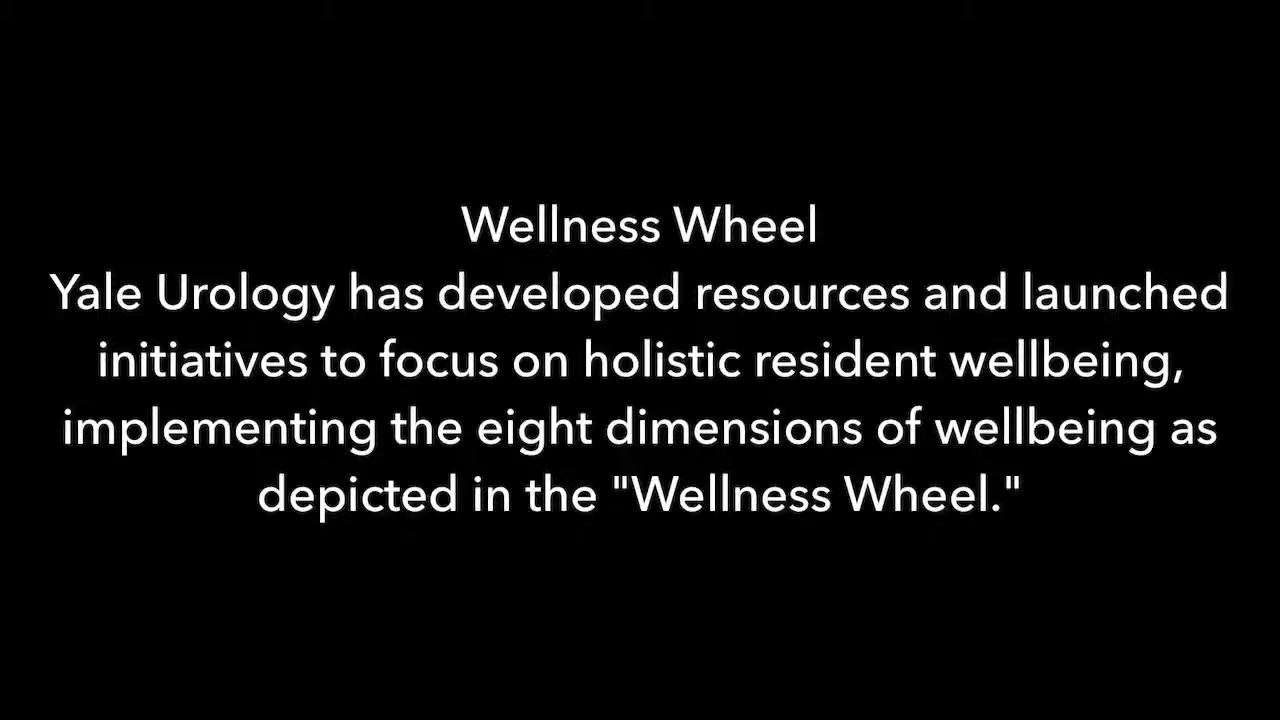 Wellness Wheel
Yale Urology has developed resources and launched
initiatives to focus on holistic resident wellbeing,
implementing the eight dimensions of wellbeing as
depicted in the "Wellness Wheel."